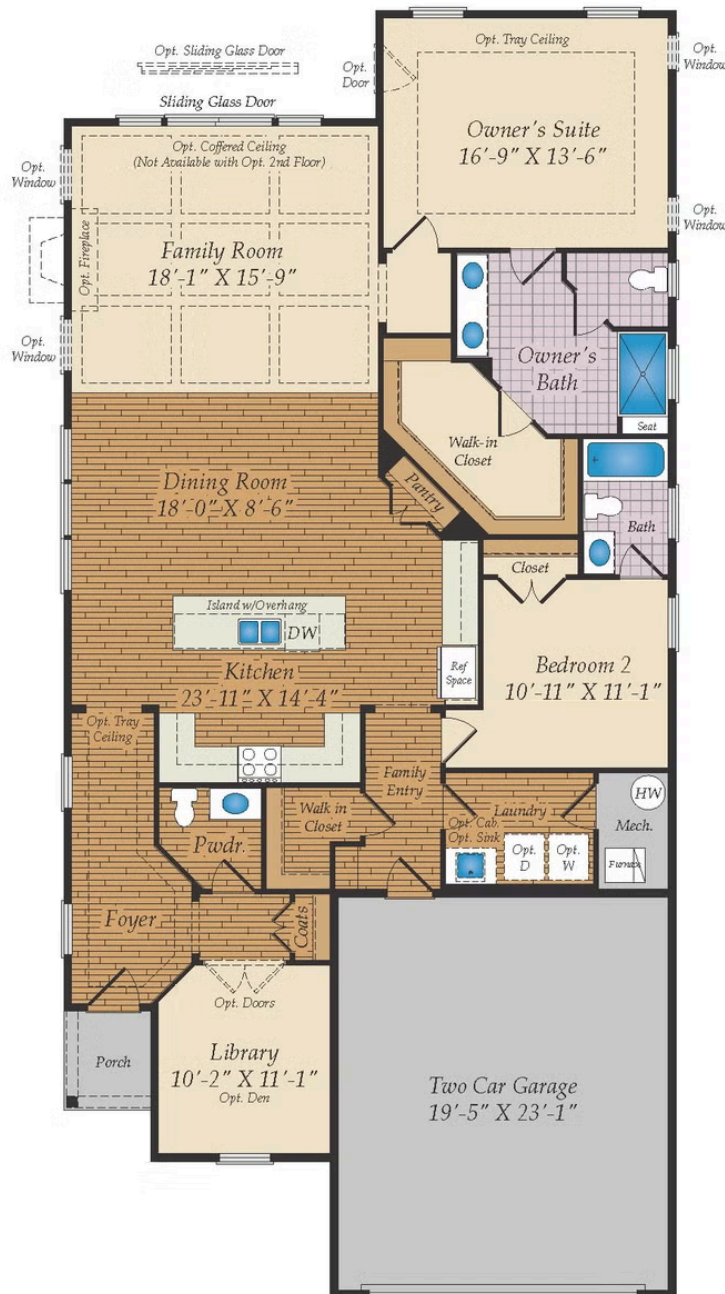 Opt. Tray Ceiling
Opt. Sliding Glass Door
Opt.
Window
Opt.
Door
Sliding Glass Door
Owner's Suite
16'-9" X 13'-6"
Opt. Coffered Ceiling
(Not Available with Opt. 2nd Floor)
Opt.
Window
Opt.
Window
Opt. Fireplace
Family Room
18'-1" X 15'-9"
Opt.
Window
Owner's
Bath
Seat
Walk-in
Closet
Pantry
Dining Room
18'-0" X 8'-6"
Bath
Closet
Island w/Overhang
DW
Ref
Space
Bedroom 2
10'-11" X 11'-1"
Kitchen
23'-11" X 14'-4"
Opt. Tray
Ceiling
Family
Entry
HW
Walk in
Closet
Laundry
Mech.
Opt. Cab.
Opt. Sink
Pwdr.
Opt.
D
Opt.
W
Furnace
Foyer
Coats
Opt. Doors
Porch
Library
10'-2" X 11'-1"
Opt. Den
Two Car Garage
19'-5" X 23'-1"